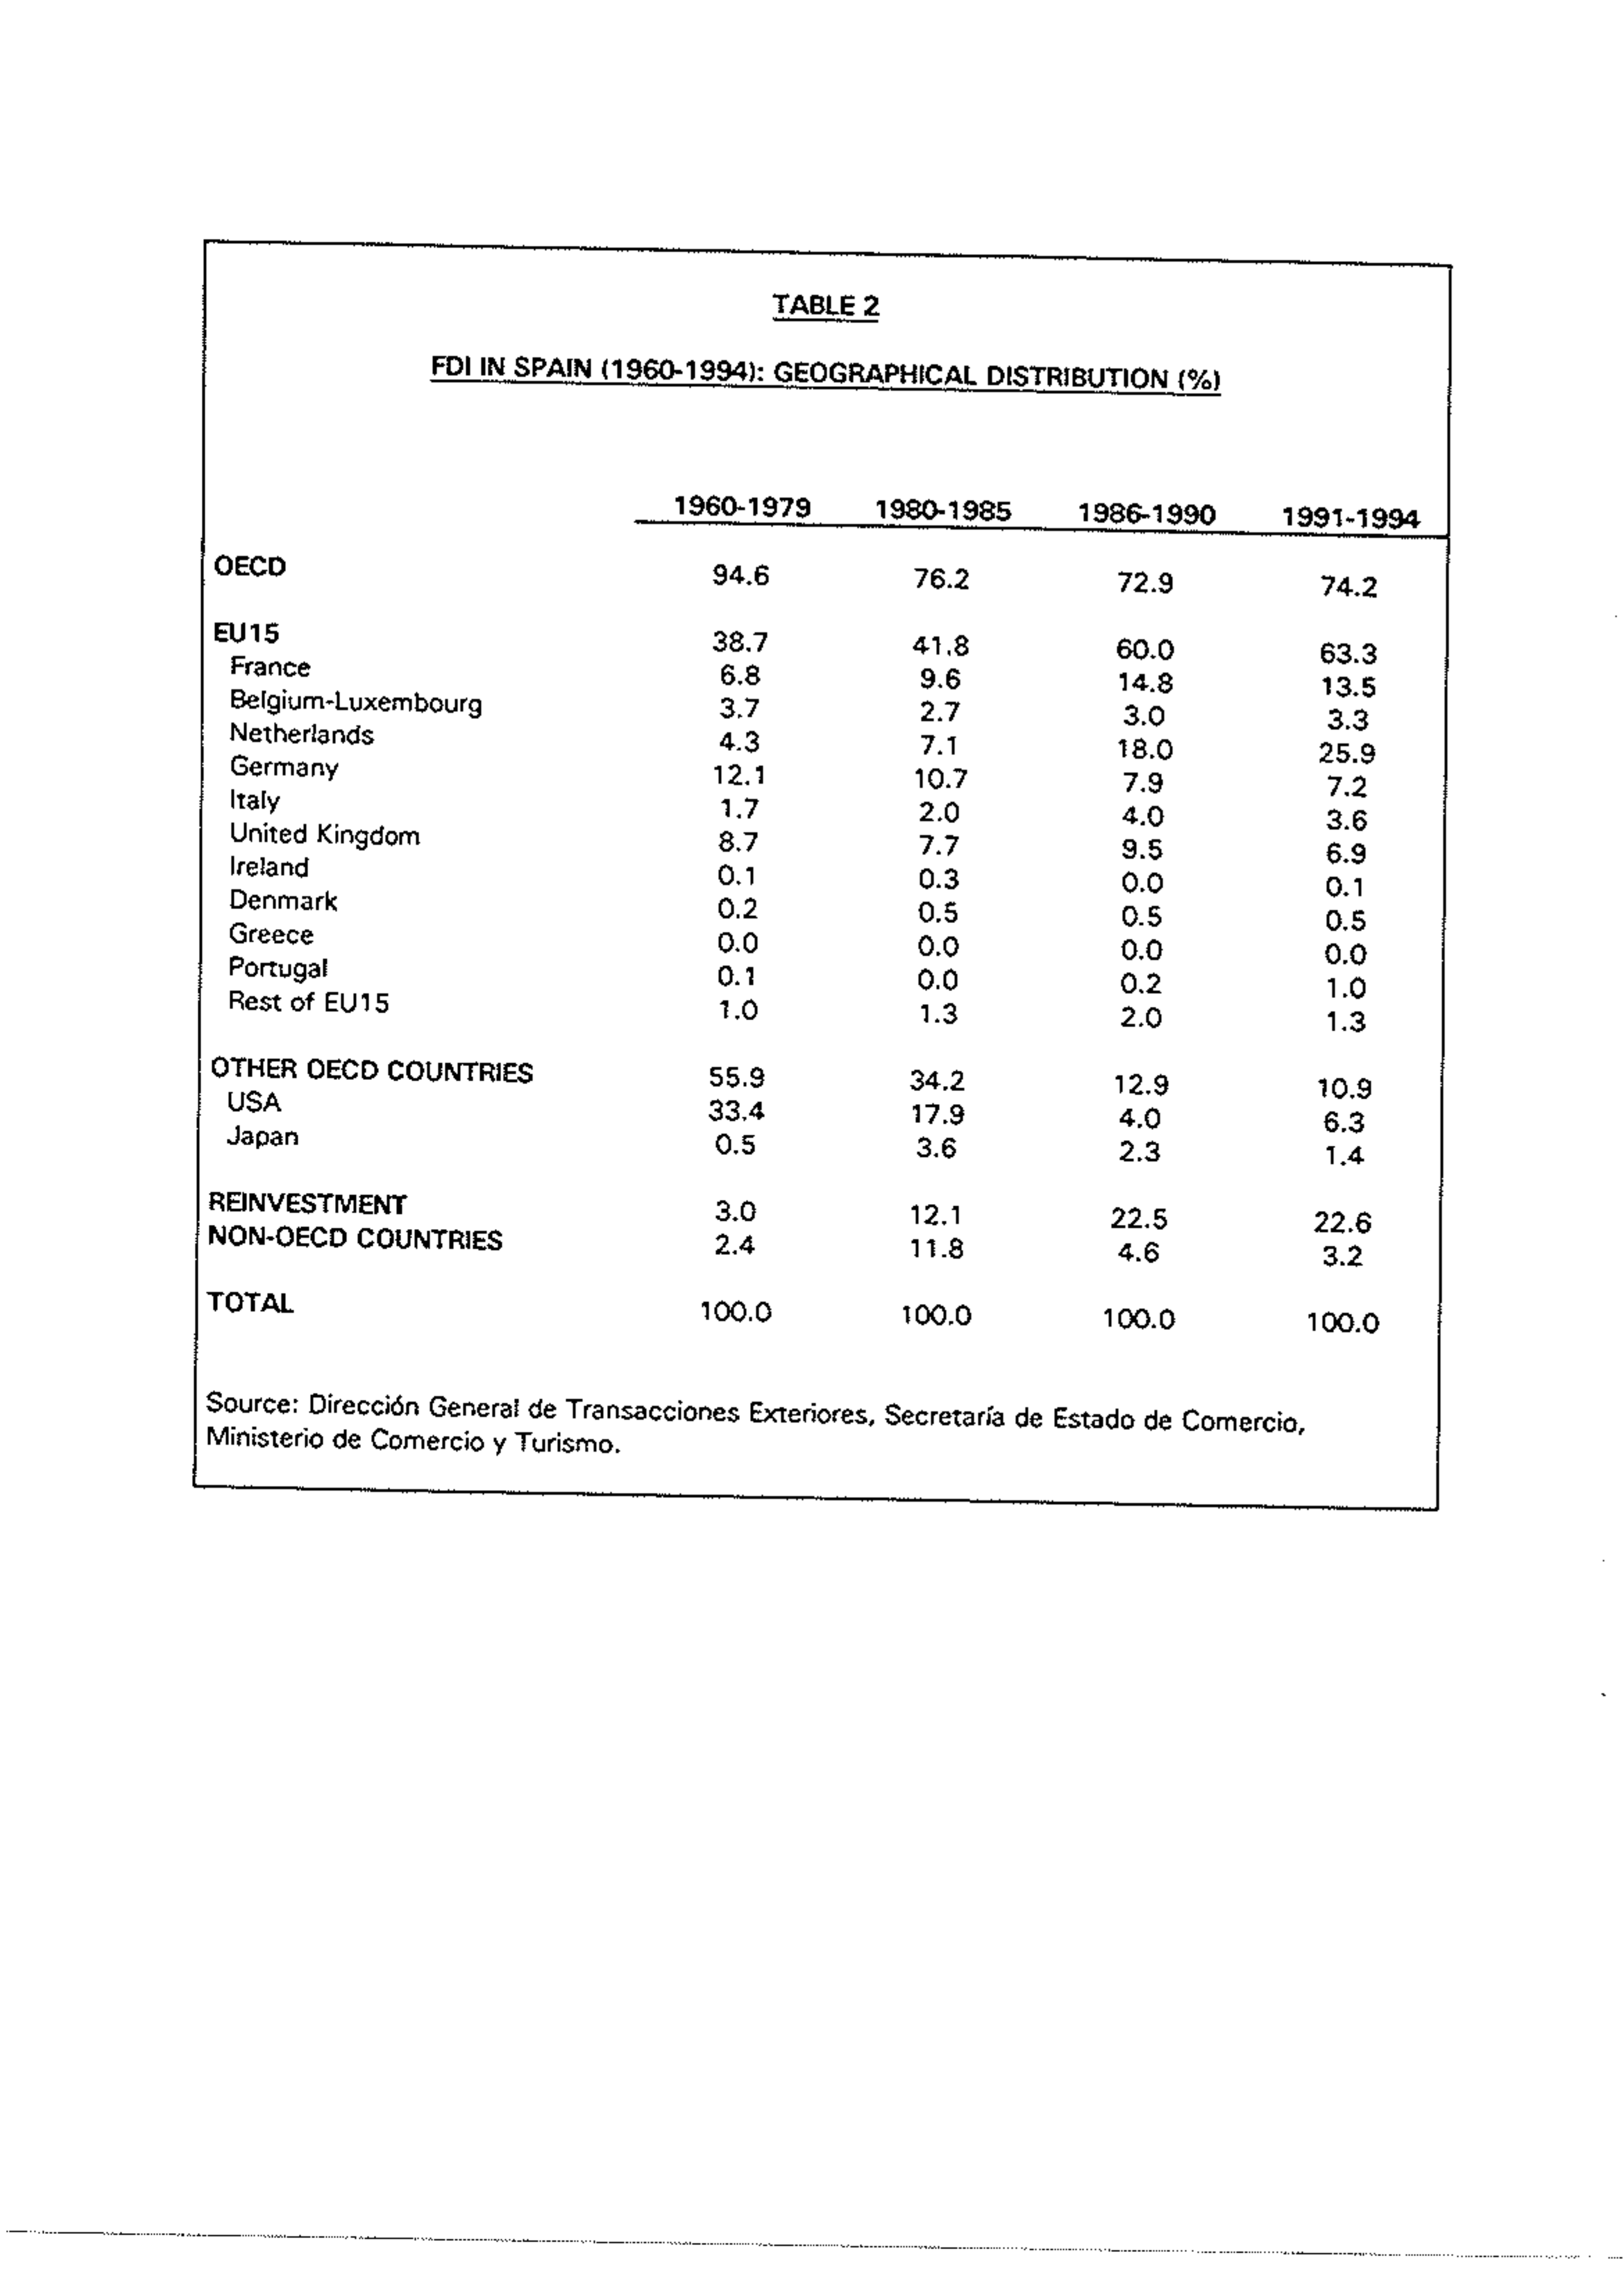 TABLE 2
FDI IN SPAIN (1960-1994): GEOGRAPHICAL DISTRIBUTION (%)
1960-1979 1980-1985 1986-1990 1991-1994
OECD 94.6 76.2 72.9 74.2
EU15 38.7 41.8 60.0 63.3
France 6.8 9.6 14.8 13.5
Belgium-Luxembourg 3.7 2.7 3.0 3.3
Netherlands 4.3 7.1 18.0 25.9
Germany 12.1 10.7 7.9 7.2
Italy 1.7 2.0 4.0 3.6
United Kingdom 8.7 7.7 9.5 6.9
Ireland 0.1 0.3 0.0 0.1
Denmark 0.2 0.5 0.5 0.5
Greece 0.0 0.0 0.0 0.0
Portugal 0.1 0.0 0.2 1.0
Rest of EU15 1.0 1.3 2.0 1.3
OTHER OECD COUNTRIES 55.9 34.2 12.9 10.9
USA 33.4 17.9 4.0 6.3
Japan 0.5 3.6 2.3 1.4
REINVESTMENT 3.0 12.1 22.5 22.6
NON-OECD COUNTRIES 2.4 11.8 4.6 3.2
TOTAL 100.0 100.0 100.0 100.0
Source: Dirección General de Transacciones Exteriores, Secretaría de Estado de Comercio,
Ministerio de Comercio y Turismo.